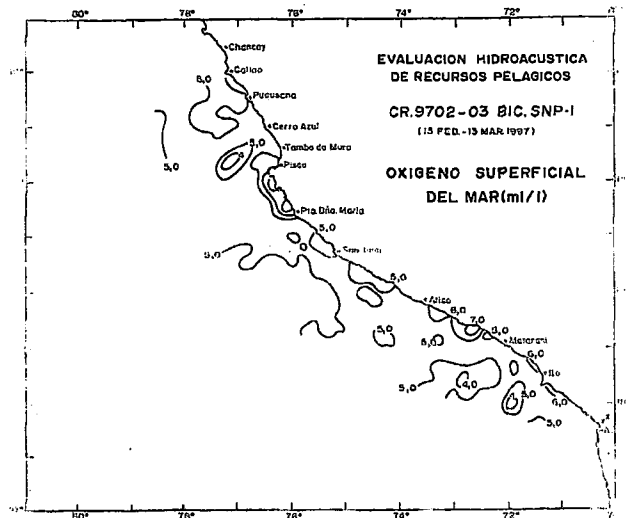 80° 78° 76° 74° 72°
EVALUACION HIDROACUSTICA
DE RECURSOS PELAGICOS
CR.9702-03 BIC. SNP-I
(15 FEB.-13 MAR.1997)
OXIGENO SUPERFICIAL
DEL MAR(ml/l)
Chancay
Callao
Pucusana
Cerro Azul
Tambo de Mora
Pisco
Pta. Dña. Maria
San Juan
Atico
Matarani
Ilo
5,0
6,0
5,0
5,0
5,0
5,0
5,0
5,0
6,0
7,0
5,0
6,0
5,0
4,0
5,0
6,0
5,0
80° 78° 76° 74° 72°